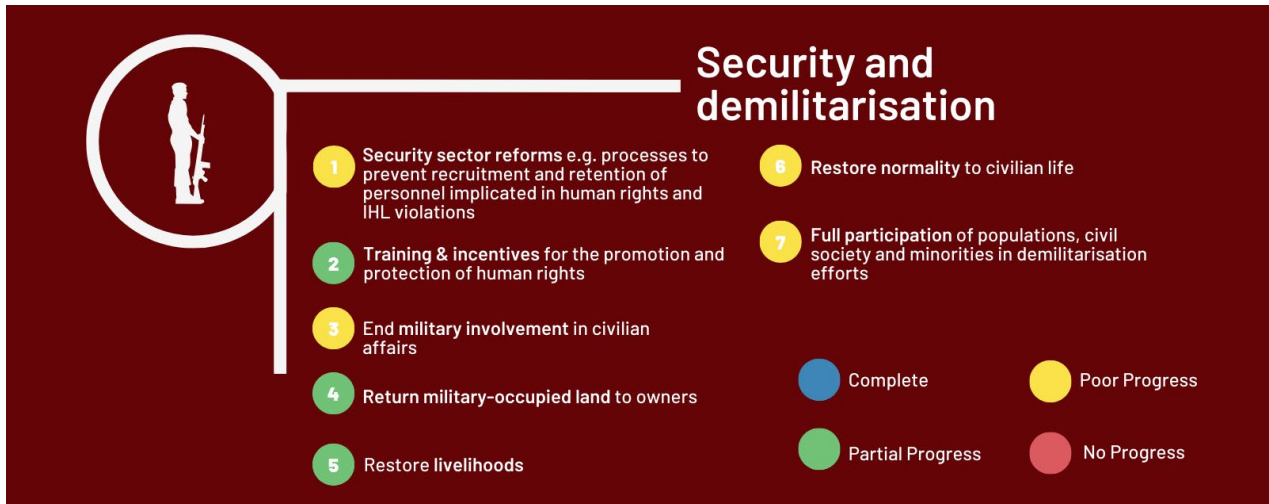 Security and
demilitarisation
1
Security sector reforms e.g. processes to
prevent recruitment and retention of
personnel implicated in human rights and
IHL violations
2
Training & incentives for the promotion and
protection of human rights
3
End military involvement in civilian
affairs
4
Return military-occupied land to owners
5
Restore livelihoods
6
Restore normality to civilian life
7
Full participation of populations, civil
society and minorities in demilitarisation
efforts
Complete
Poor Progress
Partial Progress
No Progress